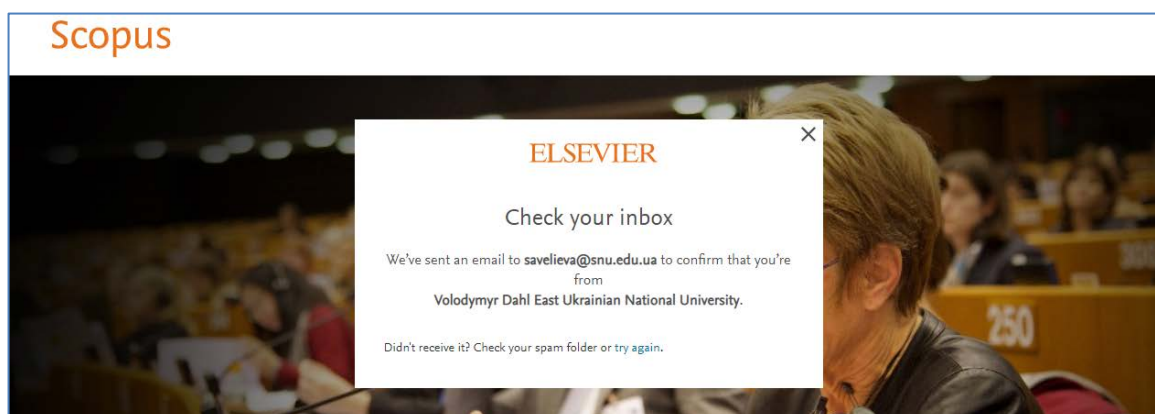 Scopus
ELSEVIER
Check your inbox
We've sent an email to savelieva@snu.edu.ua to confirm that you're
from
Volodymyr Dahl East Ukrainian National University.
Didn't receive it? Check your spam folder or try again.
250